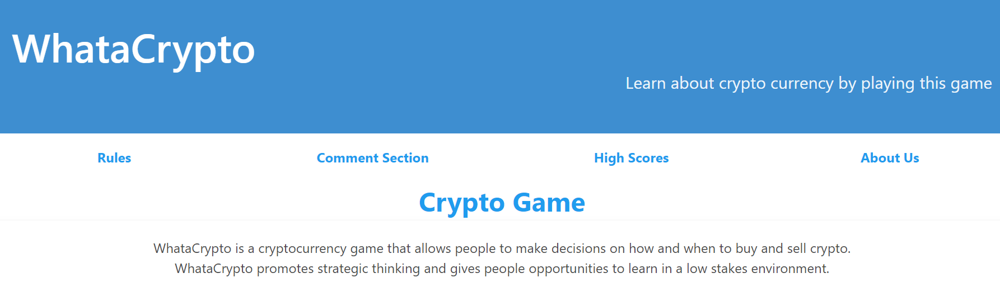 WhataCrypto
Learn about crypto currency by playing this game
Rules
Comment Section
High Scores
About Us
Crypto Game
WhataCrypto is a cryptocurrency game that allows people to make decisions on how and when to buy and sell crypto.
WhataCrypto promotes strategic thinking and gives people opportunities to learn in a low stakes environment.